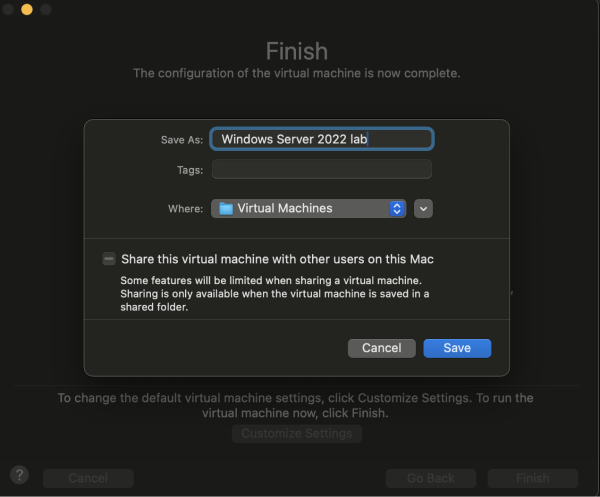 Finish
The configuration of the virtual machine is now complete.
Save As: Windows Server 2022 lab
Tags:
Where: Virtual Machines
Share this virtual machine with other users on this Mac
Some features will be limited when sharing a virtual machine.
Sharing is only available when the virtual machine is saved in a
shared folder.
Cancel Save
To change the default virtual machine settings, click Customize Settings. To run the
virtual machine now, click Finish.
Customize Settings
? Cancel Go Back Finish